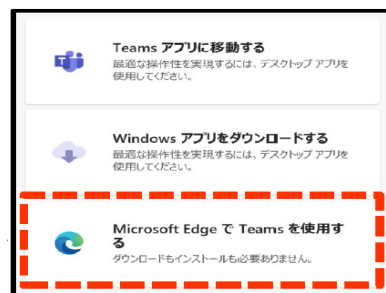 Teams アプリに移動する
最適な操作性を実現するには、デスクトップ アプリを
使用してください。
Windows アプリをダウンロードする
最適な操作性を実現するには、デスクトップ アプリを
使用してください。
Microsoft Edge で Teams を使用す
る
ダウンロードもインストールも必要ありません。